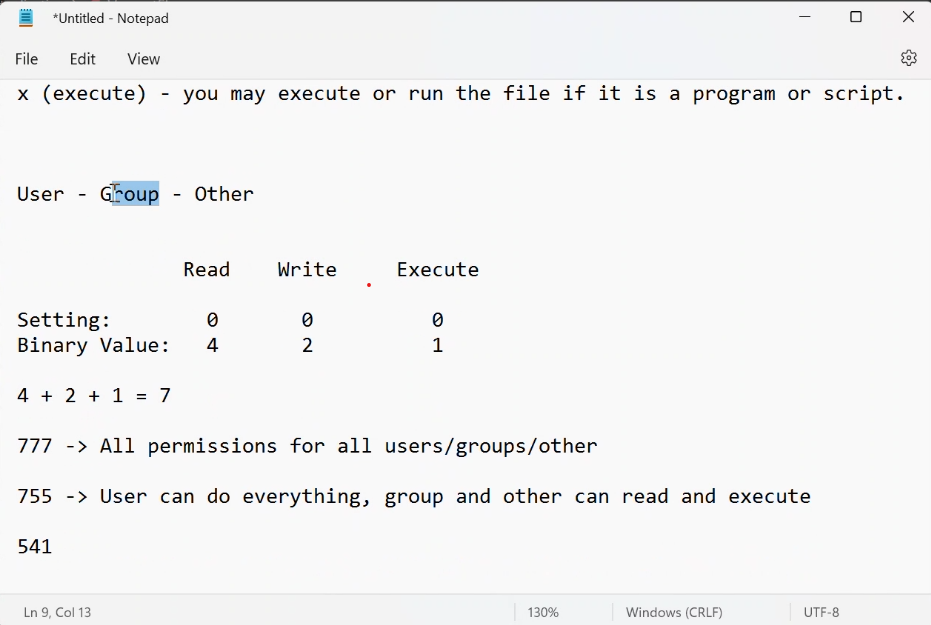 *Untitled - Notepad
File Edit View
x (execute) - you may execute or run the file if it is a program or script.
User - Group - Other
Read Write Execute
Setting: 0 0 0
Binary Value: 4 2 1
4 + 2 + 1 = 7
777 -> All permissions for all users/groups/other
755 -> User can do everything, group and other can read and execute
541
Ln 9, Col 13 130% Windows (CRLF) UTF-8